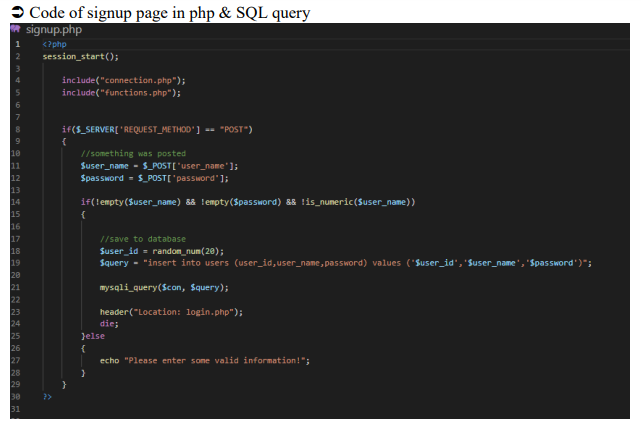 ➲ Code of signup page in php & SQL query
signup.php
1 <?php
2 session_start();
3
4 include("connection.php");
5 include("functions.php");
6
7
8 if($_SERVER['REQUEST_METHOD'] == "POST")
9 {
10 //something was posted
11 $user_name = $_POST['user_name'];
12 $password = $_POST['password'];
13
14 if(!empty($user_name) && !empty($password) && !is_numeric($user_name))
15 {
16
17 //save to database
18 $user_id = random_num(20);
19 $query = "insert into users (user_id,user_name,password) values ('$user_id','$user_name','$password')";
20
21 mysqli_query($con, $query);
22
23 header("Location: login.php");
24 die;
25 }else
26 {
27 echo "Please enter some valid information!";
28 }
29 }
30 ?>
31